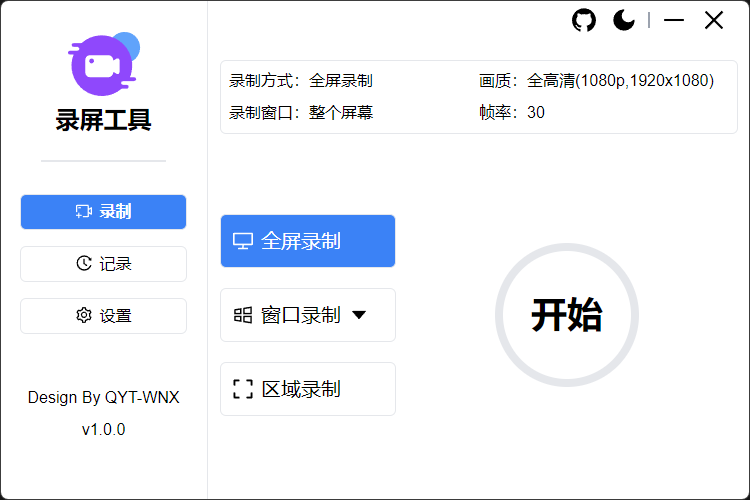 录屏工具
录制
记录
设置
Design By QYT-WNX
v1.0.0
录制方式：全屏录制
画质：全高清(1080p,1920x1080)
录制窗口：整个屏幕
帧率：30
全屏录制
窗口录制
区域录制
开始